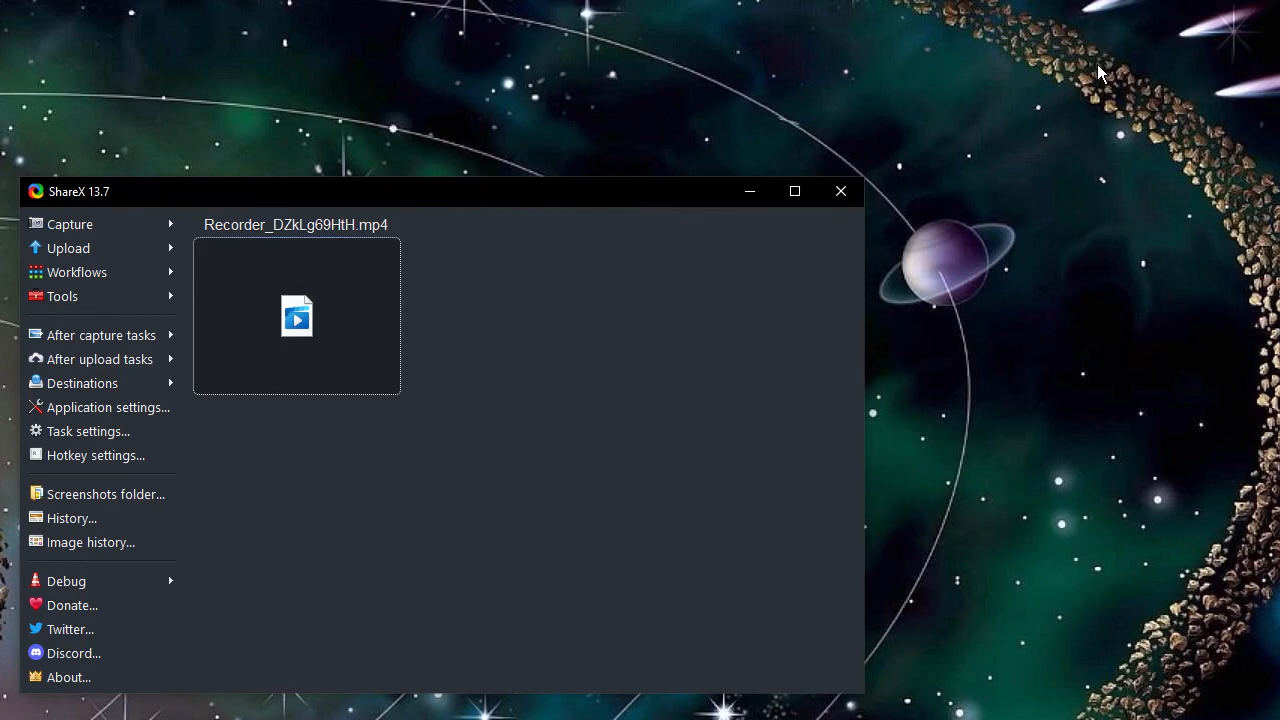 ShareX 13.7
Capture
Upload
Workflows
Tools
After capture tasks
After upload tasks
Destinations
Application settings...
Task settings...
Hotkey settings...
Screenshots folder...
History...
Image history...
Debug
Donate...
Twitter...
Discord...
About...
Recorder_DZkLg69HtH.mp4